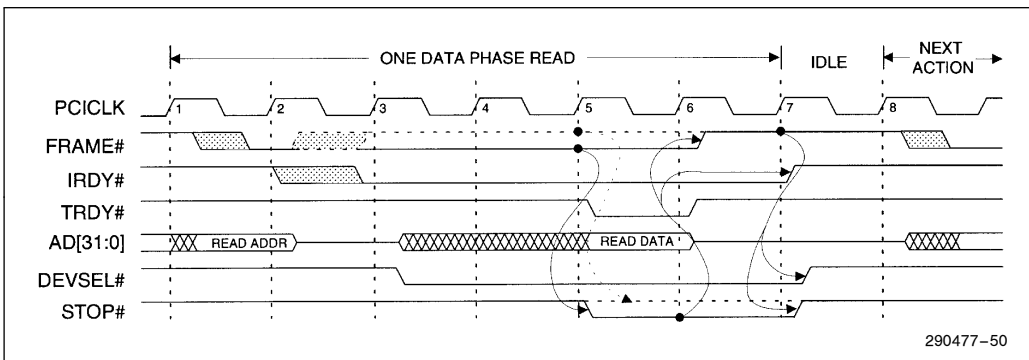 ONE DATA PHASE READ
IDLE
NEXT
ACTION
PCICLK
1 2 3 4 5 6 7 8
FRAME#
IRDY#
TRDY#
AD[31:0]
READ ADDR
READ DATA
DEVSEL#
STOP#
290477–50